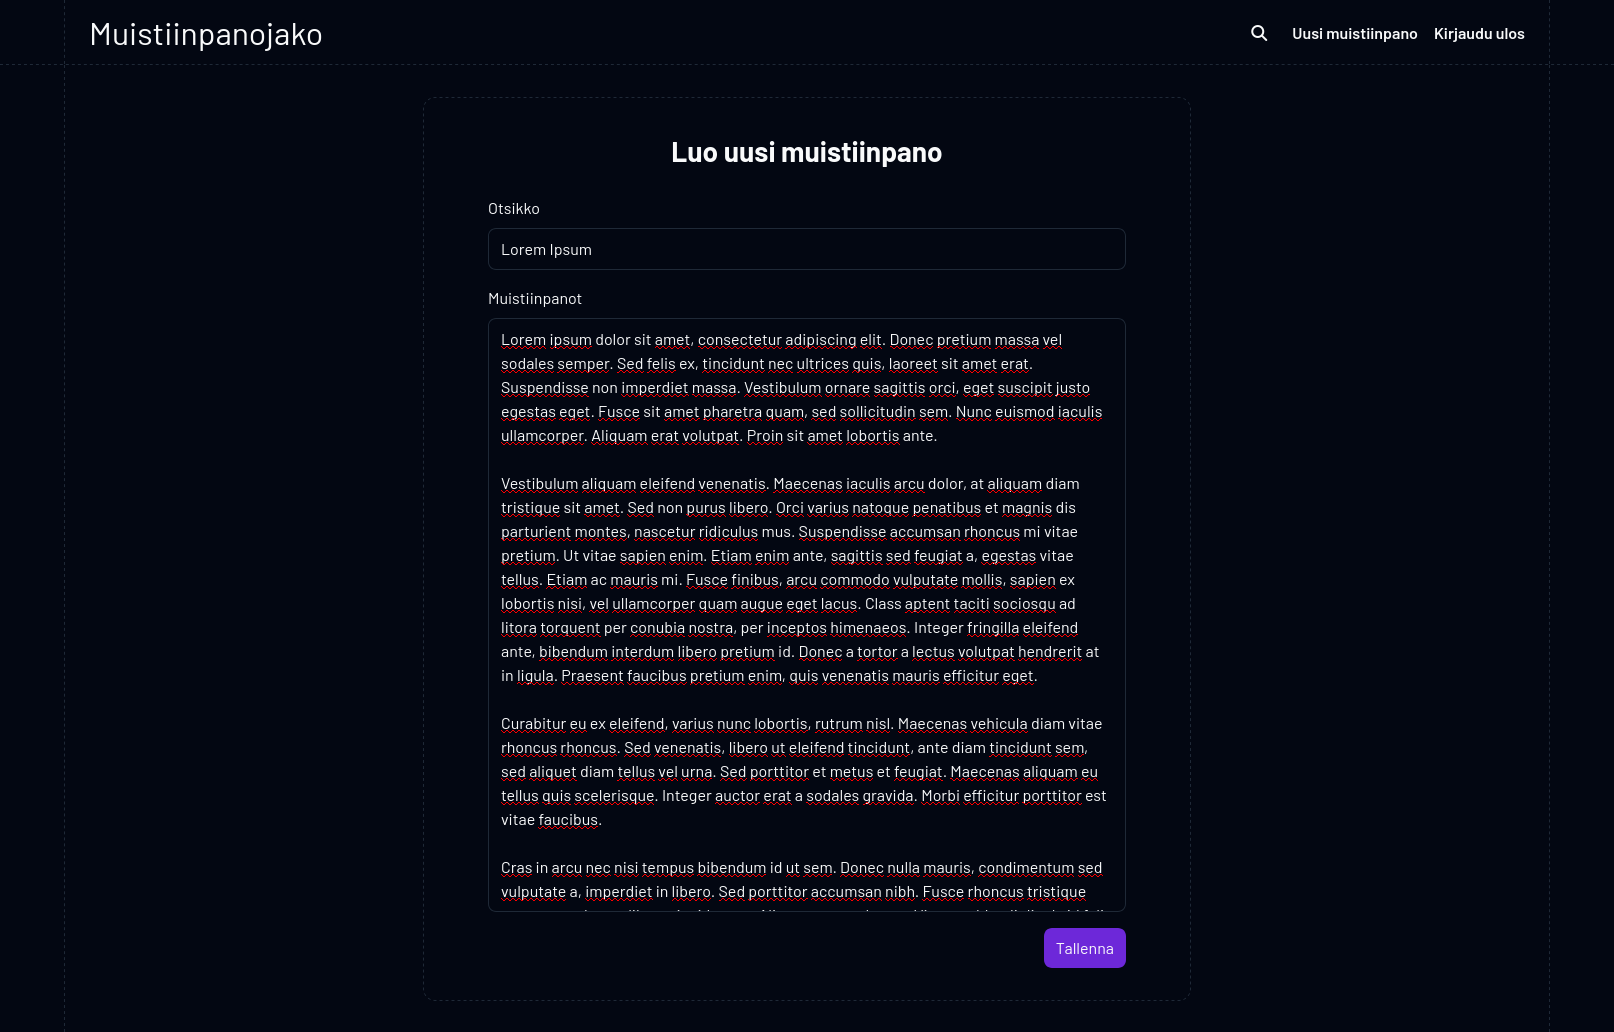 Muistiinpanojako
Uusi muistiinpano
Kirjaudu ulos
Luo uusi muistiinpano
Otsikko
Lorem Ipsum
Muistiinpanot
Lorem ipsum dolor sit amet, consectetur adipiscing elit. Donec pretium massa vel
sodales semper. Sed felis ex, tincidunt nec ultrices quis, laoreet sit amet erat.
Suspendisse non imperdiet massa. Vestibulum ornare sagittis orci, eget suscipit justo
egestas eget. Fusce sit amet pharetra quam, sed sollicitudin sem. Nunc euismod iaculis
ullamcorper. Aliquam erat volutpat. Proin sit amet lobortis ante.
Vestibulum aliquam eleifend venenatis. Maecenas iaculis arcu dolor, at aliquam diam
tristique sit amet. Sed non purus libero. Orci varius natoque penatibus et magnis dis
parturient montes, nascetur ridiculus mus. Suspendisse accumsan rhoncus mi vitae
pretium. Ut vitae sapien enim. Etiam enim ante, sagittis sed feugiat a, egestas vitae
tellus. Etiam ac mauris mi. Fusce finibus, arcu commodo vulputate mollis, sapien ex
lobortis nisi, vel ullamcorper quam augue eget lacus. Class aptent taciti sociosqu ad
litora torquent per conubia nostra, per inceptos himenaeos. Integer fringilla eleifend
ante, bibendum interdum libero pretium id. Donec a tortor a lectus volutpat hendrerit at
in ligula. Praesent faucibus pretium enim, quis venenatis mauris efficitur eget.
Curabitur eu ex eleifend, varius nunc lobortis, rutrum nisl. Maecenas vehicula diam vitae
rhoncus rhoncus. Sed venenatis, libero ut eleifend tincidunt, ante diam tincidunt sem,
sed aliquet diam tellus vel urna. Sed porttitor et metus et feugiat. Maecenas aliquam eu
tellus quis scelerisque. Integer auctor erat a sodales gravida. Morbi efficitur porttitor est
vitae faucibus.
Cras in arcu nec nisi tempus bibendum id ut sem. Donec nulla mauris, condimentum sed
vulputate a, imperdiet in libero. Sed porttitor accumsan nibh. Fusce rhoncus tristique
Tallenna